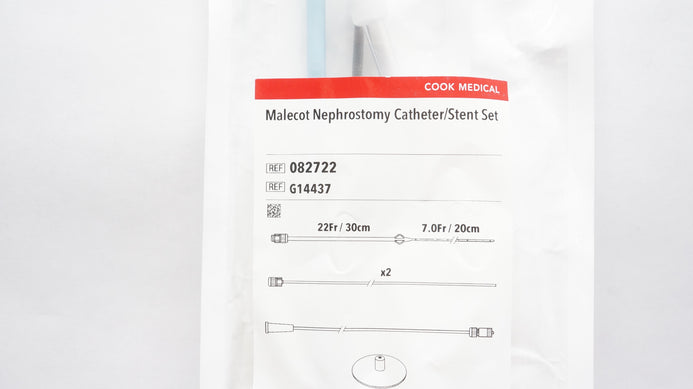 COOK MEDICAL
Malecot Nephrostomy Catheter/Stent Set
REF 082722
REF G14437
22Fr / 30cm 7.0Fr / 20cm
x2